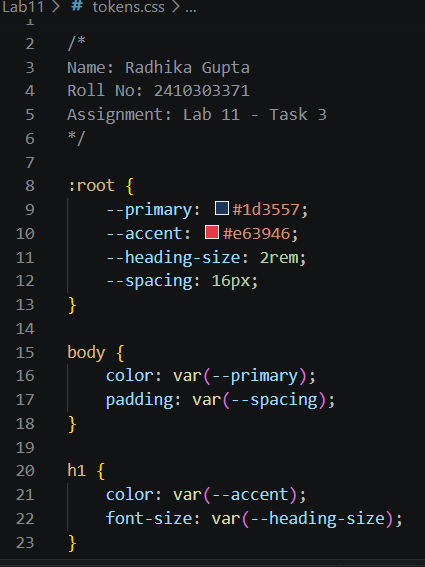 Lab11 > # tokens.css > ...
1
2 /*
3 Name: Radhika Gupta
4 Roll No: 2410303371
5 Assignment: Lab 11 - Task 3
6 */
7
8 :root {
9     --primary: #1d3557;
10     --accent: #e63946;
11     --heading-size: 2rem;
12     --spacing: 16px;
13 }
14
15 body {
16     color: var(--primary);
17     padding: var(--spacing);
18 }
19
20 h1 {
21     color: var(--accent);
22     font-size: var(--heading-size);
23 }